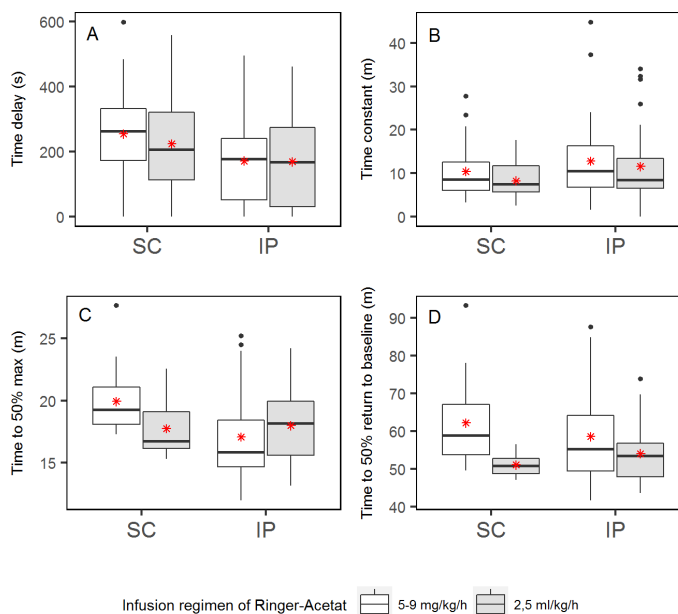 A
Time delay (s)
600
400
200
0
SC IP
B
Time constant (m)
40
30
20
10
0
SC IP
C
Time to 50% max (m)
25
20
15
SC IP
D
Time to 50% return to baseline (m)
90
80
70
60
50
40
SC IP
Infusion regimen of Ringer-Acetat 5-9 mg/kg/h 2,5 ml/kg/h